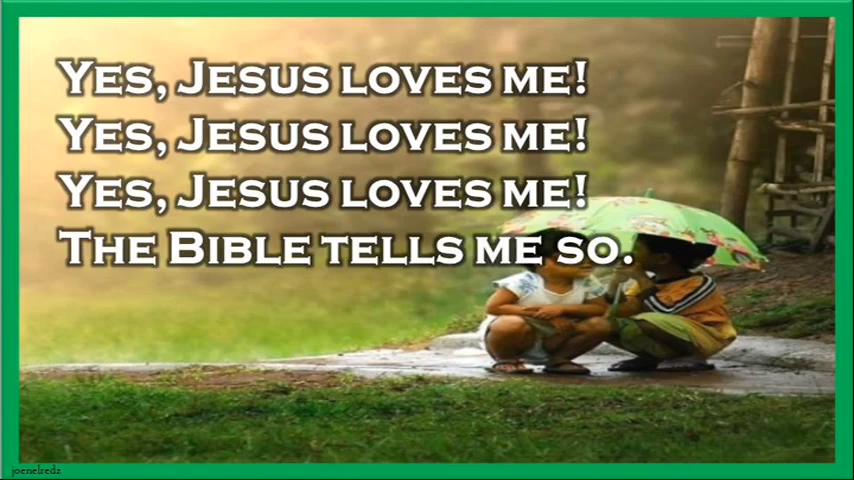 Yes, Jesus loves me!
Yes, Jesus loves me!
Yes, Jesus loves me!
The Bible tells me so.
joenelredz